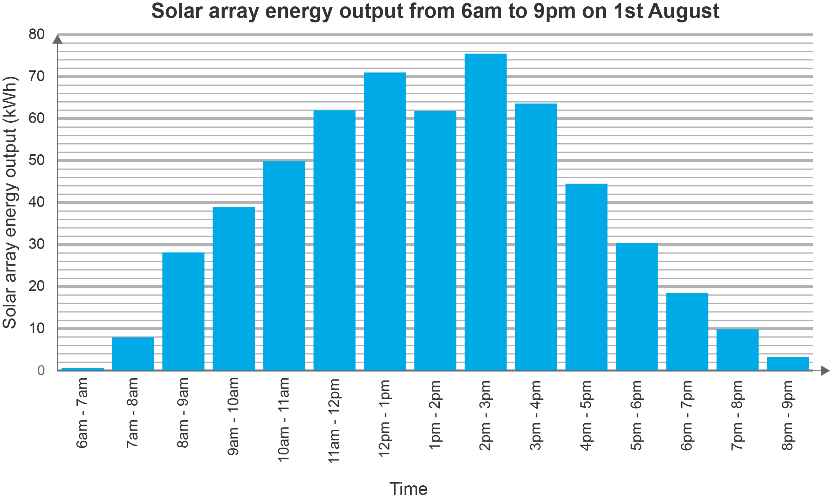 Solar array energy output from 6am to 9pm on 1st August
Solar array energy output (kWh)
80
70
60
50
40
30
20
10
0
6am - 7am
7am - 8am
8am - 9am
9am - 10am
10am - 11am
11am - 12pm
12pm - 1pm
1pm - 2pm
2pm - 3pm
3pm - 4pm
4pm - 5pm
5pm - 6pm
6pm - 7pm
7pm - 8pm
8pm - 9pm
Time